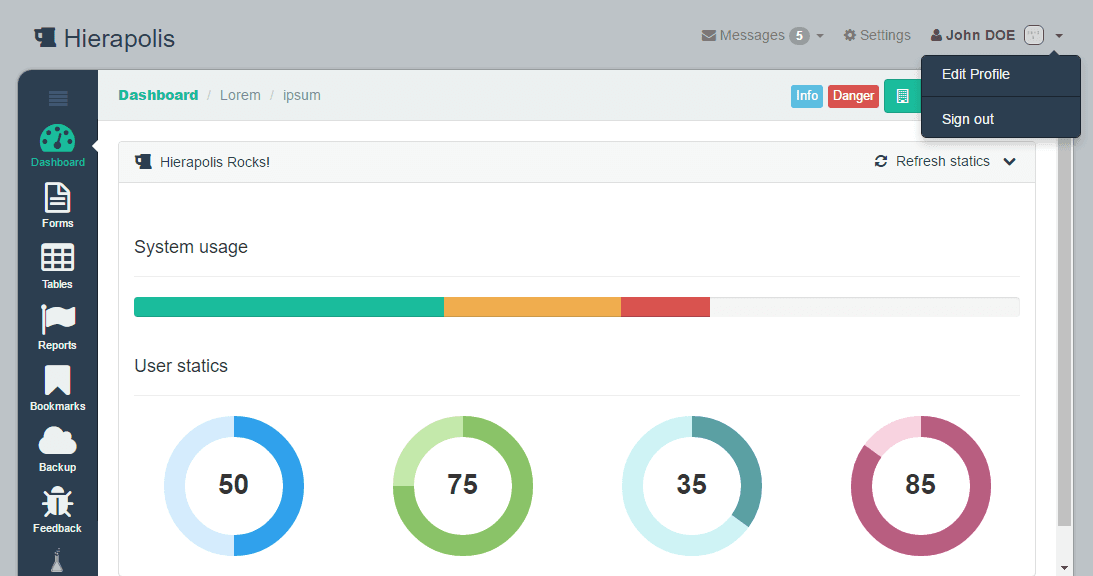 Hierapolis
Messages 5
Settings
John DOE
Edit Profile
Sign out
Dashboard / Lorem / ipsum
Info
Danger
Dashboard
Forms
Tables
Reports
Bookmarks
Backup
Feedback
Hierapolis Rocks!
Refresh statics
System usage
User statics
50
75
35
85